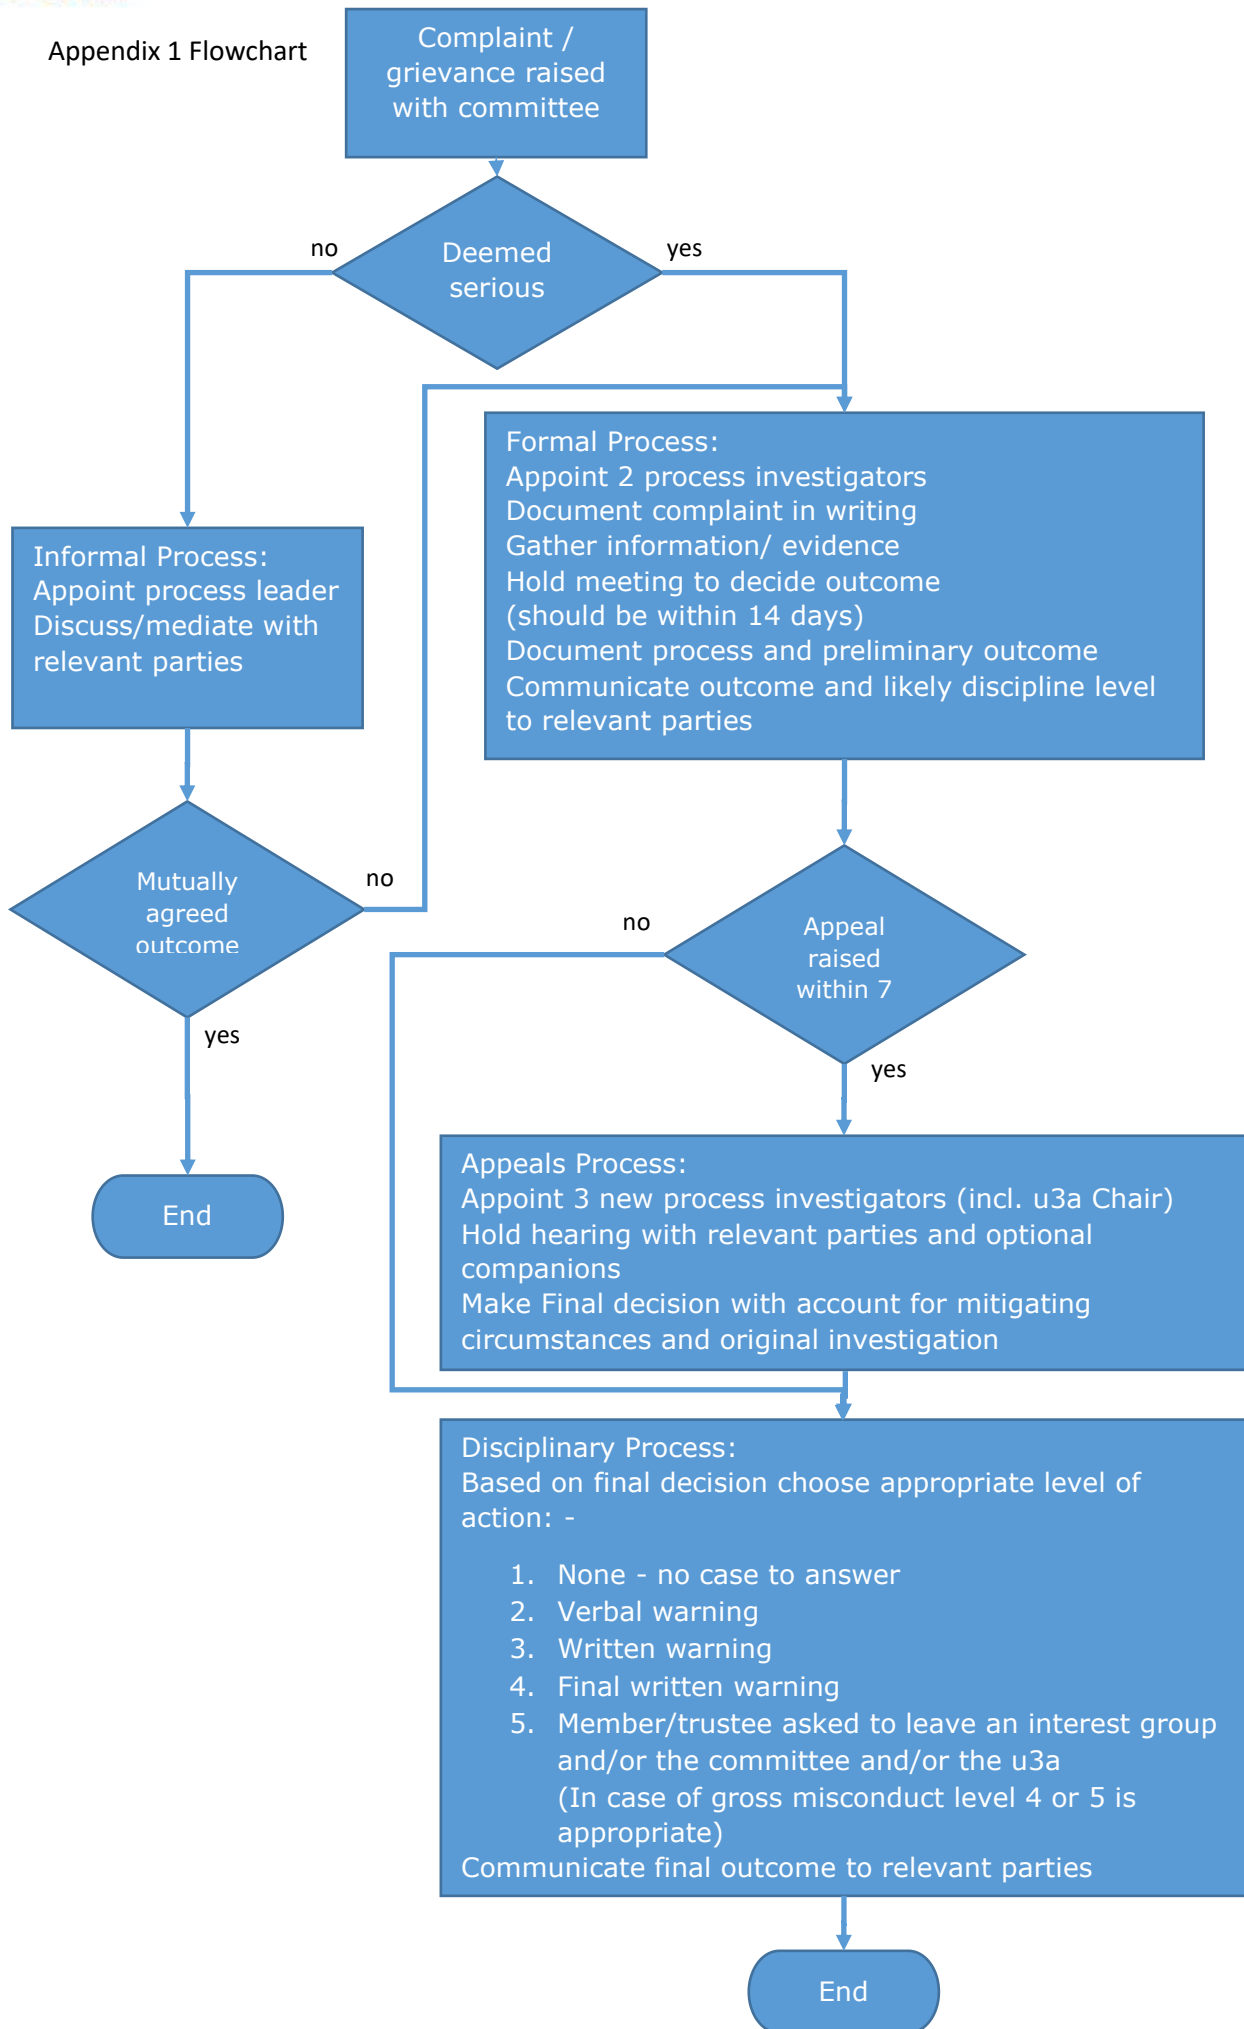 Appendix 1 Flowchart
Complaint /
grievance raised
with committee
no
Deemed
serious
yes
Formal Process:
Appoint 2 process investigators
Document complaint in writing
Gather information/ evidence
Hold meeting to decide outcome
(should be within 14 days)
Document process and preliminary outcome
Communicate outcome and likely discipline level
to relevant parties
Informal Process:
Appoint process leader
Discuss/mediate with
relevant parties
Mutually
agreed
outcome
no
yes
End
no
Appeal
raised
within 7
yes
Appeals Process:
Appoint 3 new process investigators (incl. u3a Chair)
Hold hearing with relevant parties and optional
companions
Make Final decision with account for mitigating
circumstances and original investigation
Disciplinary Process:
Based on final decision choose appropriate level of
action: -
1. None - no case to answer
2. Verbal warning
3. Written warning
4. Final written warning
5. Member/trustee asked to leave an interest group
and/or the committee and/or the u3a
(In case of gross misconduct level 4 or 5 is
appropriate)
Communicate final outcome to relevant parties
End